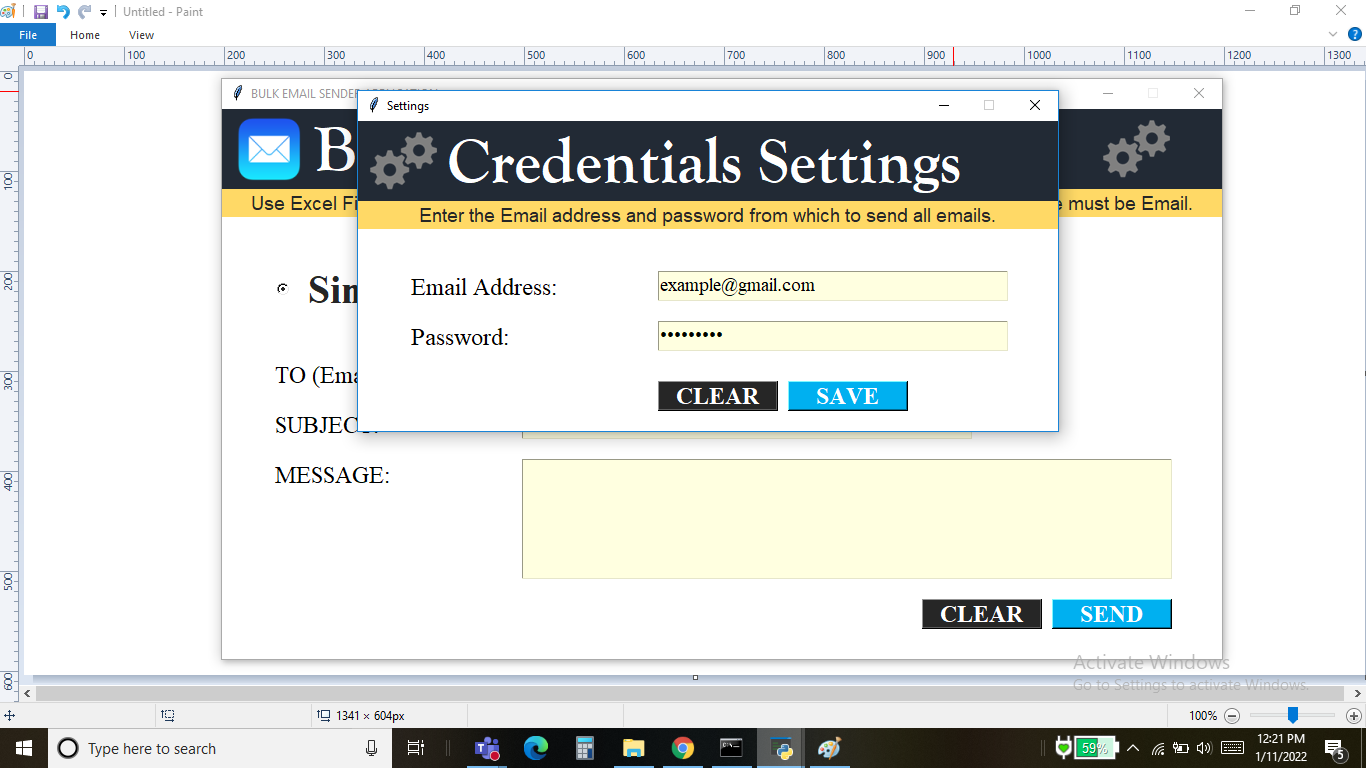 Untitled - Paint
File Home View
0 100 200 300 400 500 600 700 800 900 1000 1100 1200 1300
0
100
200
300
400
500
600
BULK EMAIL SENDER APPLICATION
Settings
B
Credentials Settings
Use Excel Fi
must be Email.
Enter the Email address and password from which to send all emails.
Sin
Email Address: example@gmail.com
Password: •••••••••
CLEAR SAVE
TO (Ema
SUBJECT:
MESSAGE:
CLEAR SEND
Activate Windows
Go to Settings to activate Windows.
1341 × 604px
100%
Type here to search
59%
12:21 PM
1/11/2022
5